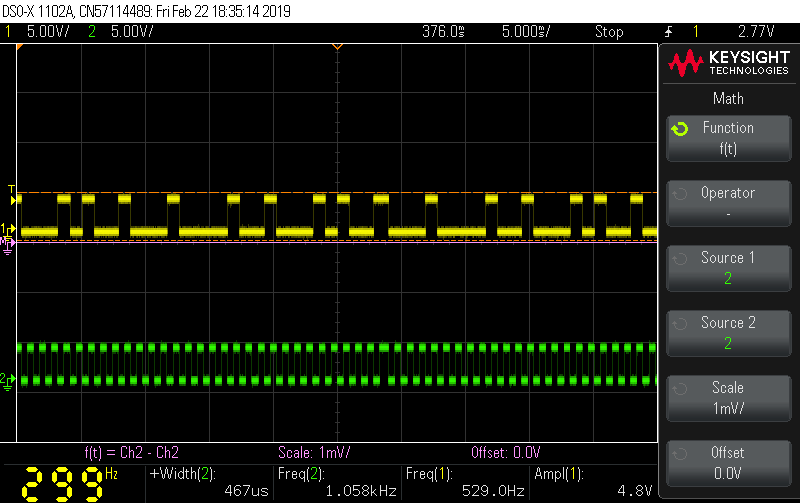 DSO-X 1102A, CN57114489: Fri Feb 22 18:35:14 2019
1 5.00V/ 2 5.00V/ 376.0s 5.000s/ Stop 1 2.77V
KEYSIGHT
TECHNOLOGIES
Math
Function
f(t)
Operator
-
Source 1
2
Source 2
2
Scale
1mV/
Offset
0.0V
T
1
M
2
f(t) = Ch2 - Ch2 Scale: 1mV/ Offset: 0.0V
299Hz
+Width(2):
467us
Freq(2):
1.058kHz
Freq(1):
529.0Hz
Ampl(1):
4.8V